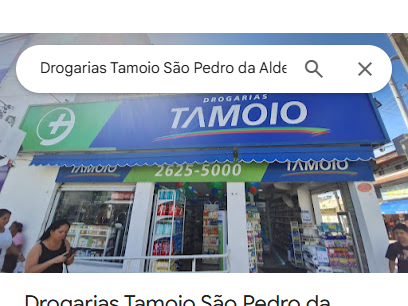 Drogarias Tamoio São Pedro da Alde
DROGARIAS
TAMOIO
TAMOIO
2625-5000
TAMOIO
Drogarias Tamoio São Pedro da